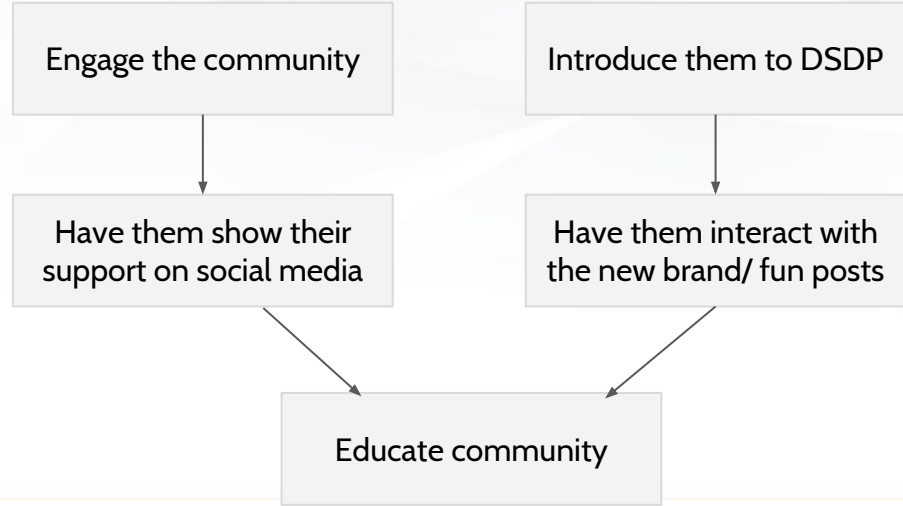 Engage the community
Introduce them to DSDP
Have them show their
support on social media
Have them interact with
the new brand/ fun posts
Educate community